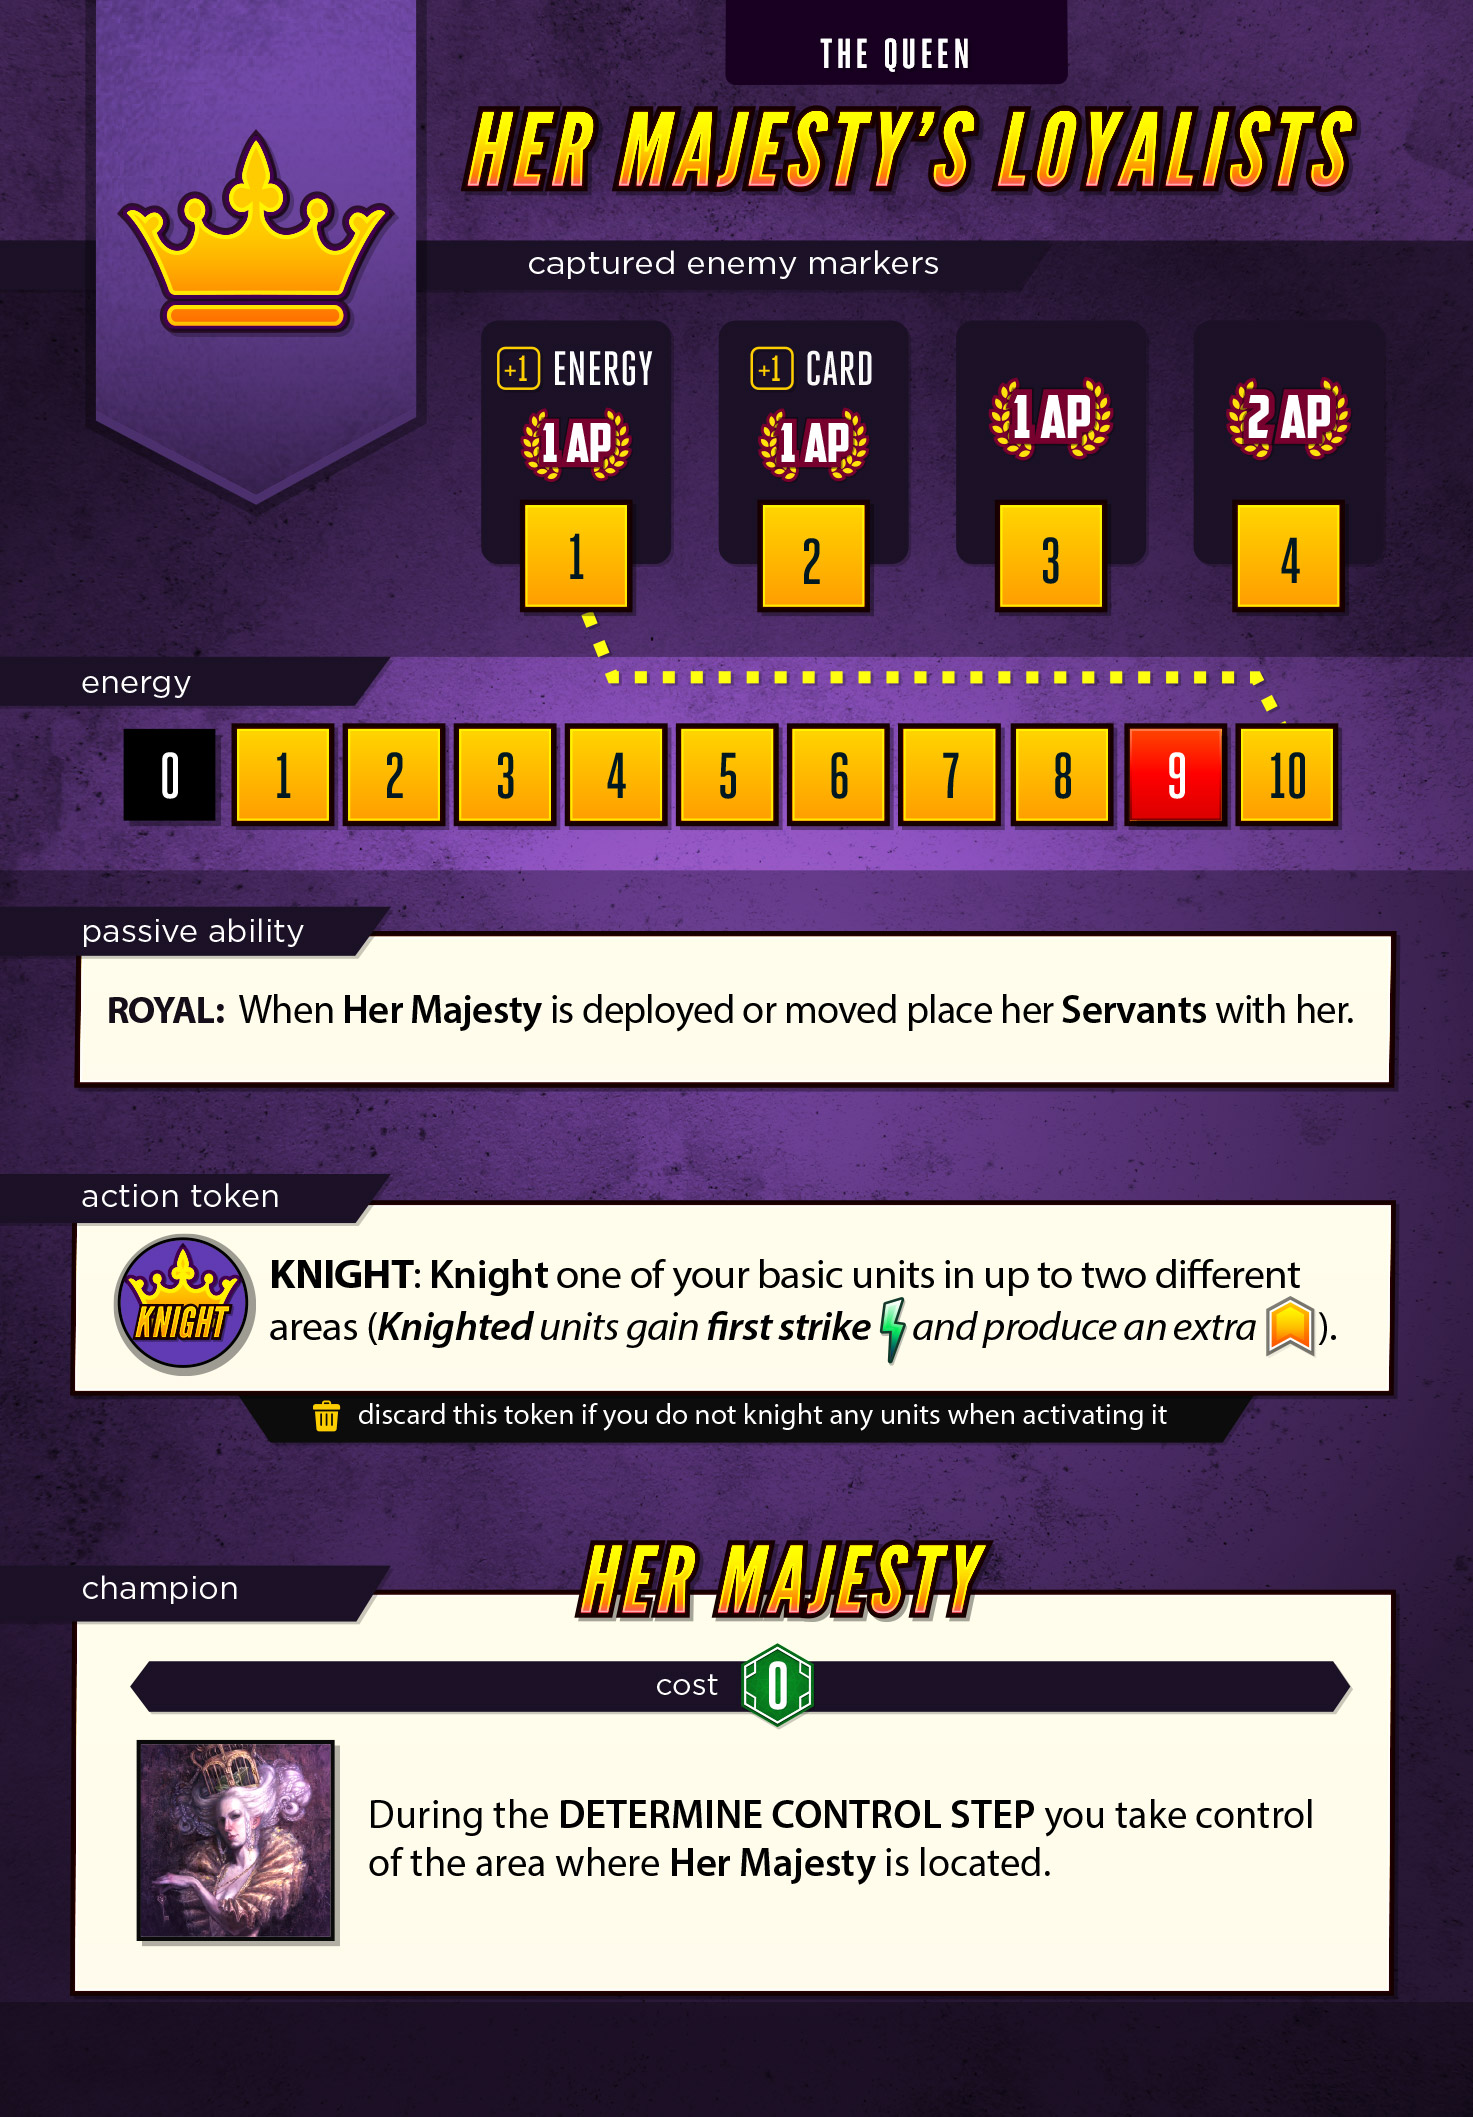 THE QUEEN
HER MAJESTY'S LOYALISTS
captured enemy markers
+1 ENERGY
1 AP
1
+1 CARD
1 AP
2
1 AP
3
2 AP
4
energy
0 1 2 3 4 5 6 7 8 9 10
passive ability
ROYAL: When Her Majesty is deployed or moved place her Servants with her.
action token
KNIGHT
KNIGHT: Knight one of your basic units in up to two different
areas (Knighted units gain first strike and produce an extra ).
discard this token if you do not knight any units when activating it
champion
HER MAJESTY
cost 0
During the DETERMINE CONTROL STEP you take control
of the area where Her Majesty is located.